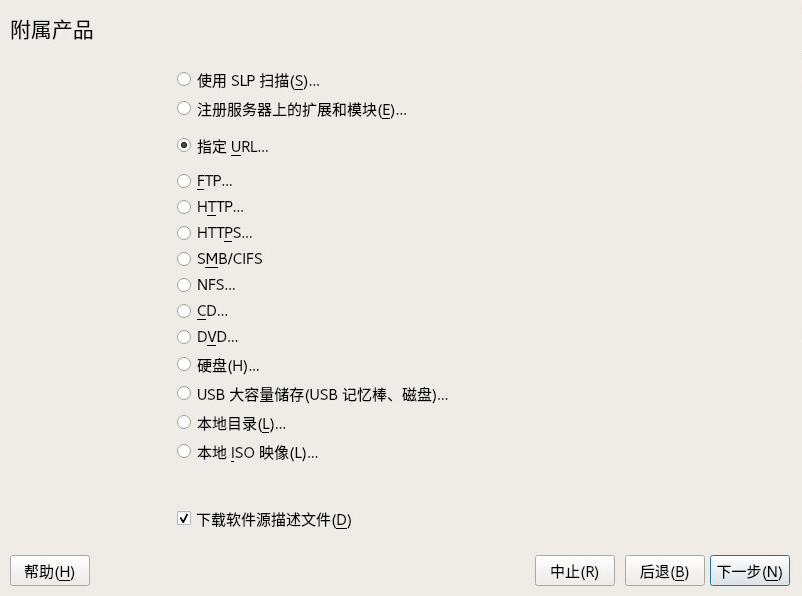 附属产品
使用 SLP 扫描(S)...
注册服务器上的扩展和模块(E)...
指定 URL...
FTP...
HTTP...
HTTPS...
SMB/CIFS
NFS...
CD...
DVD...
硬盘(H)...
USB 大容量储存(USB 记忆棒、磁盘)...
本地目录(L)...
本地 ISO 映像(L)...
下载软件源描述文件(D)
帮助(H) 中止(R) 后退(B) 下一步(N)